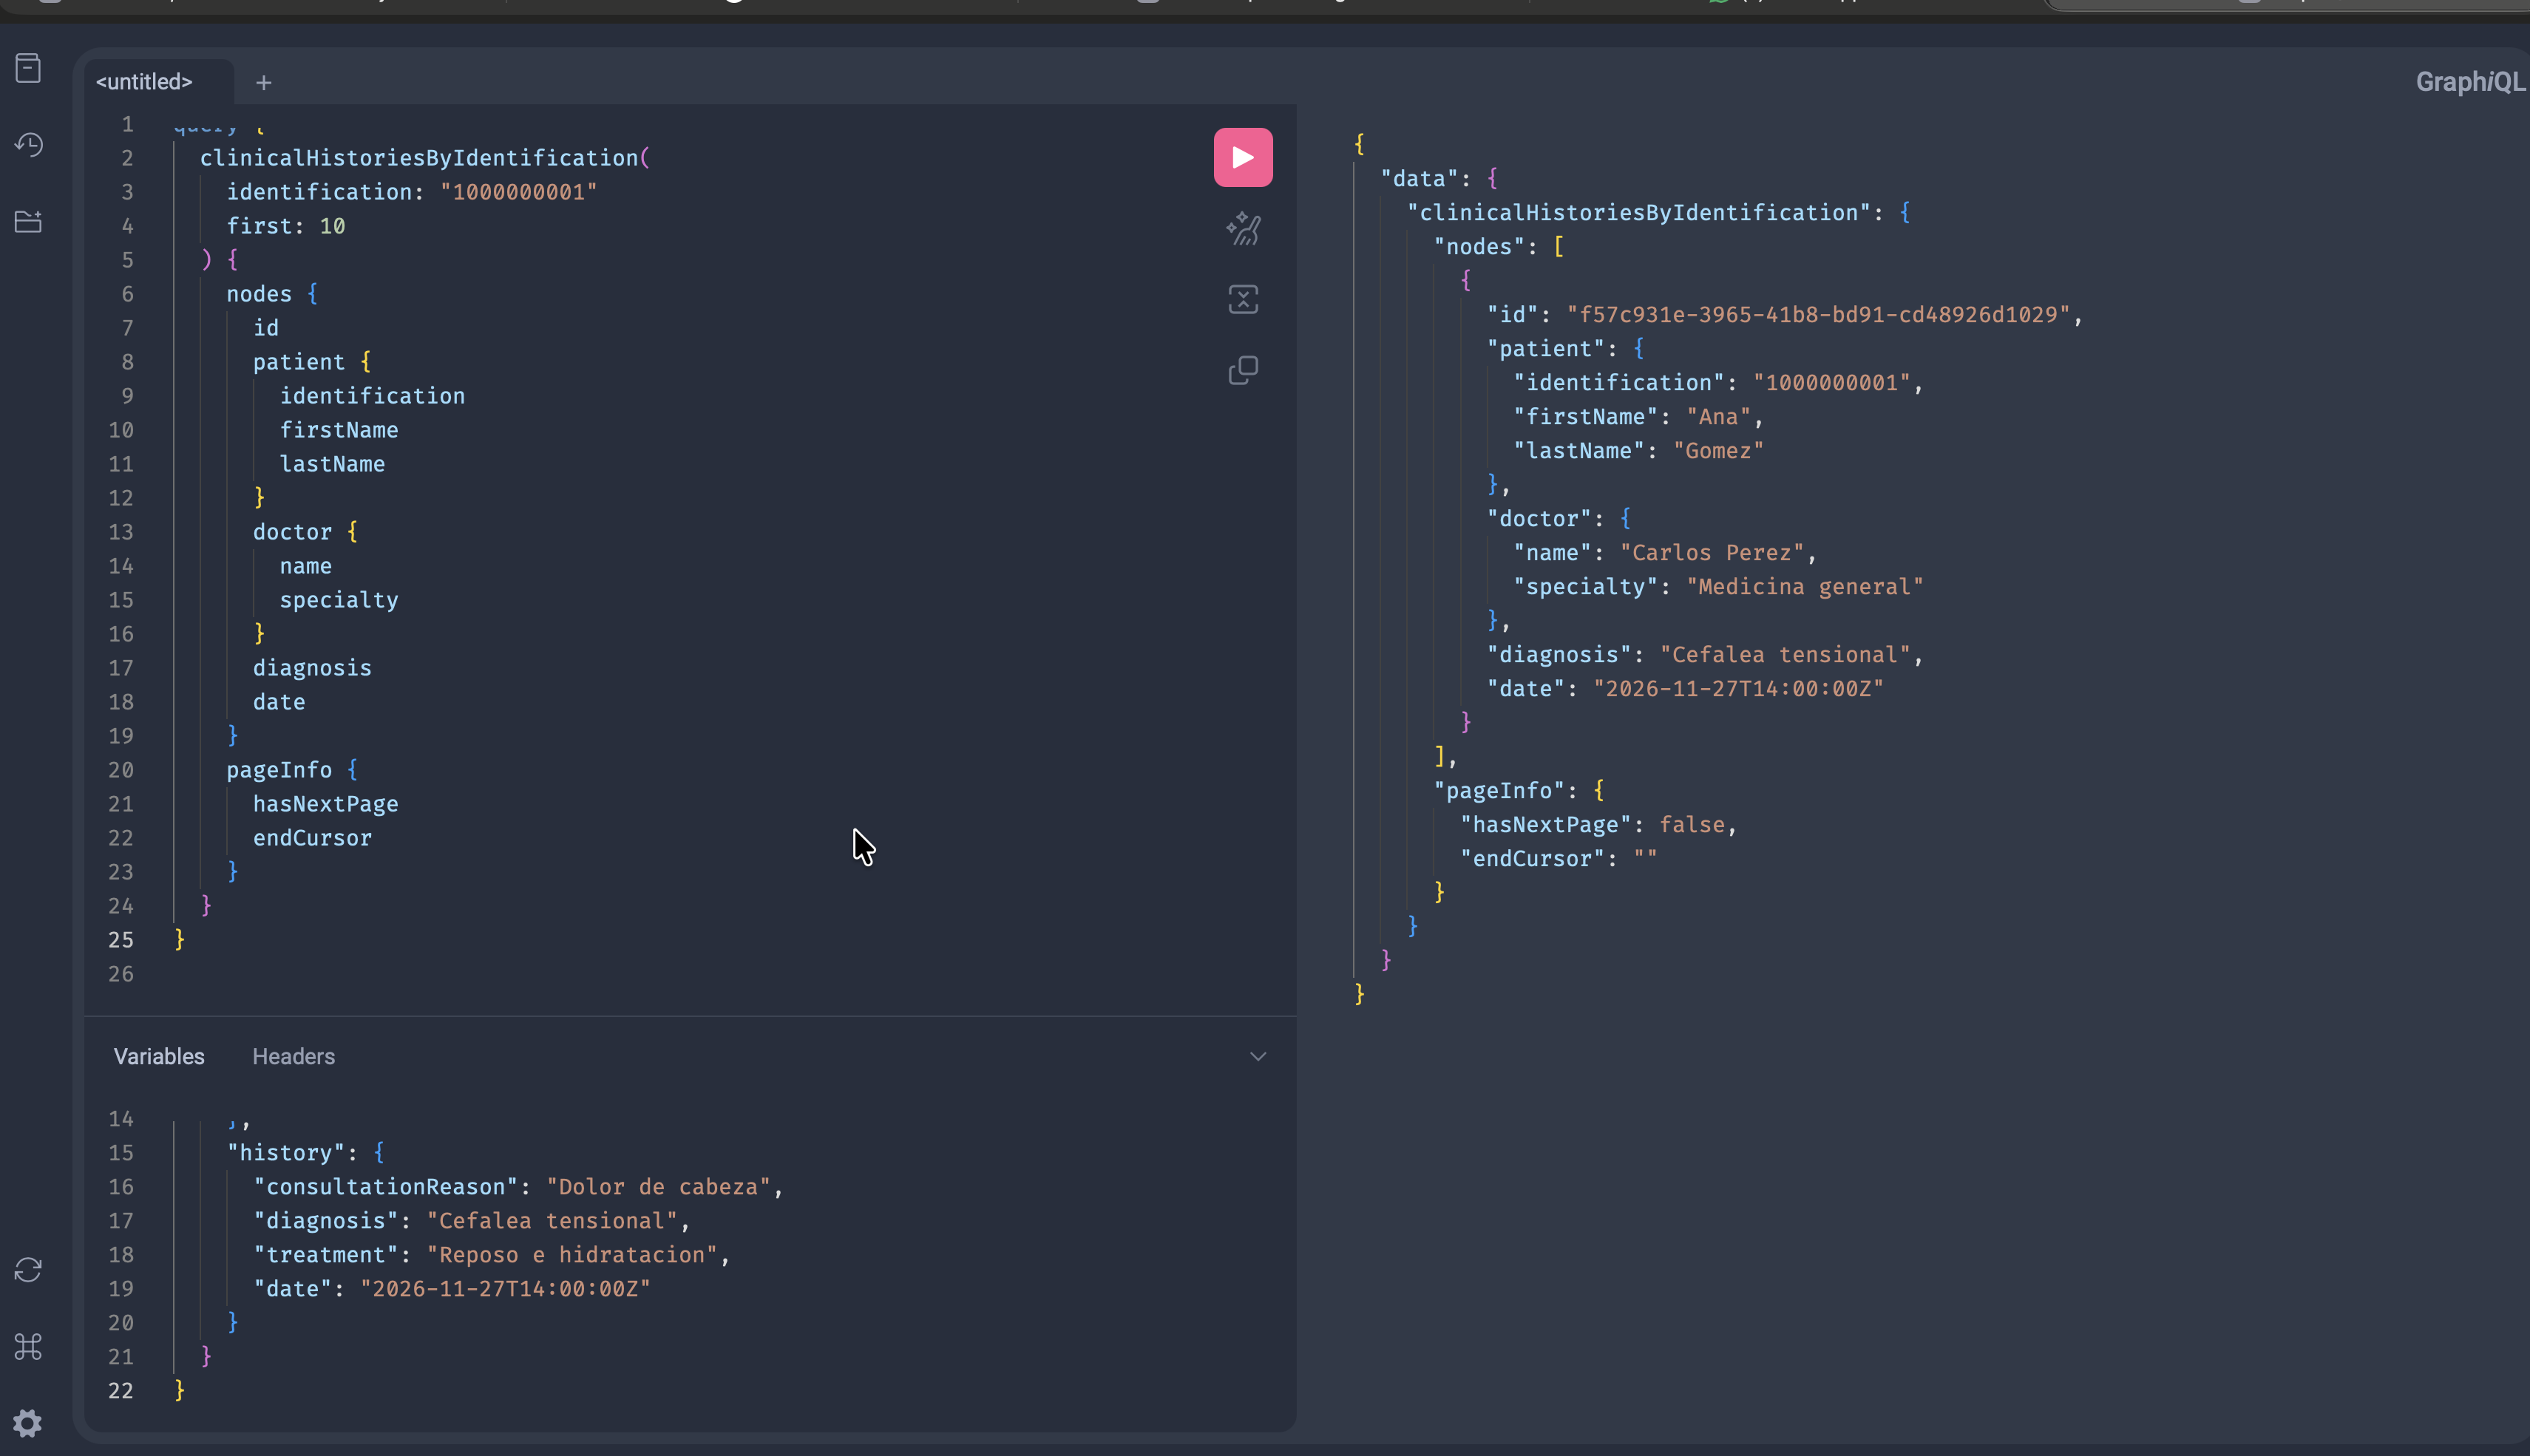 <untitled>
GraphiQL
1 query {
2 clinicalHistoriesByIdentification(
3 identification: "1000000001"
4 first: 10
5 ) {
6 nodes {
7 id
8 patient {
9 identification
10 firstName
11 lastName
12 }
13 doctor {
14 name
15 specialty
16 }
17 diagnosis
18 date
19 }
20 pageInfo {
21 hasNextPage
22 endCursor
23 }
24 }
25 }
26
Variables Headers
14 },
15 "history": {
16 "consultationReason": "Dolor de cabeza",
17 "diagnosis": "Cefalea tensional",
18 "treatment": "Reposo e hidratacion",
19 "date": "2026-11-27T14:00:00Z"
20 }
21 }
22 }
{
"data": {
"clinicalHistoriesByIdentification": {
"nodes": [
{
"id": "f57c931e-3965-41b8-bd91-cd48926d1029",
"patient": {
"identification": "1000000001",
"firstName": "Ana",
"lastName": "Gomez"
},
"doctor": {
"name": "Carlos Perez",
"specialty": "Medicina general"
},
"diagnosis": "Cefalea tensional",
"date": "2026-11-27T14:00:00Z"
}
],
"pageInfo": {
"hasNextPage": false,
"endCursor": ""
}
}
}
}